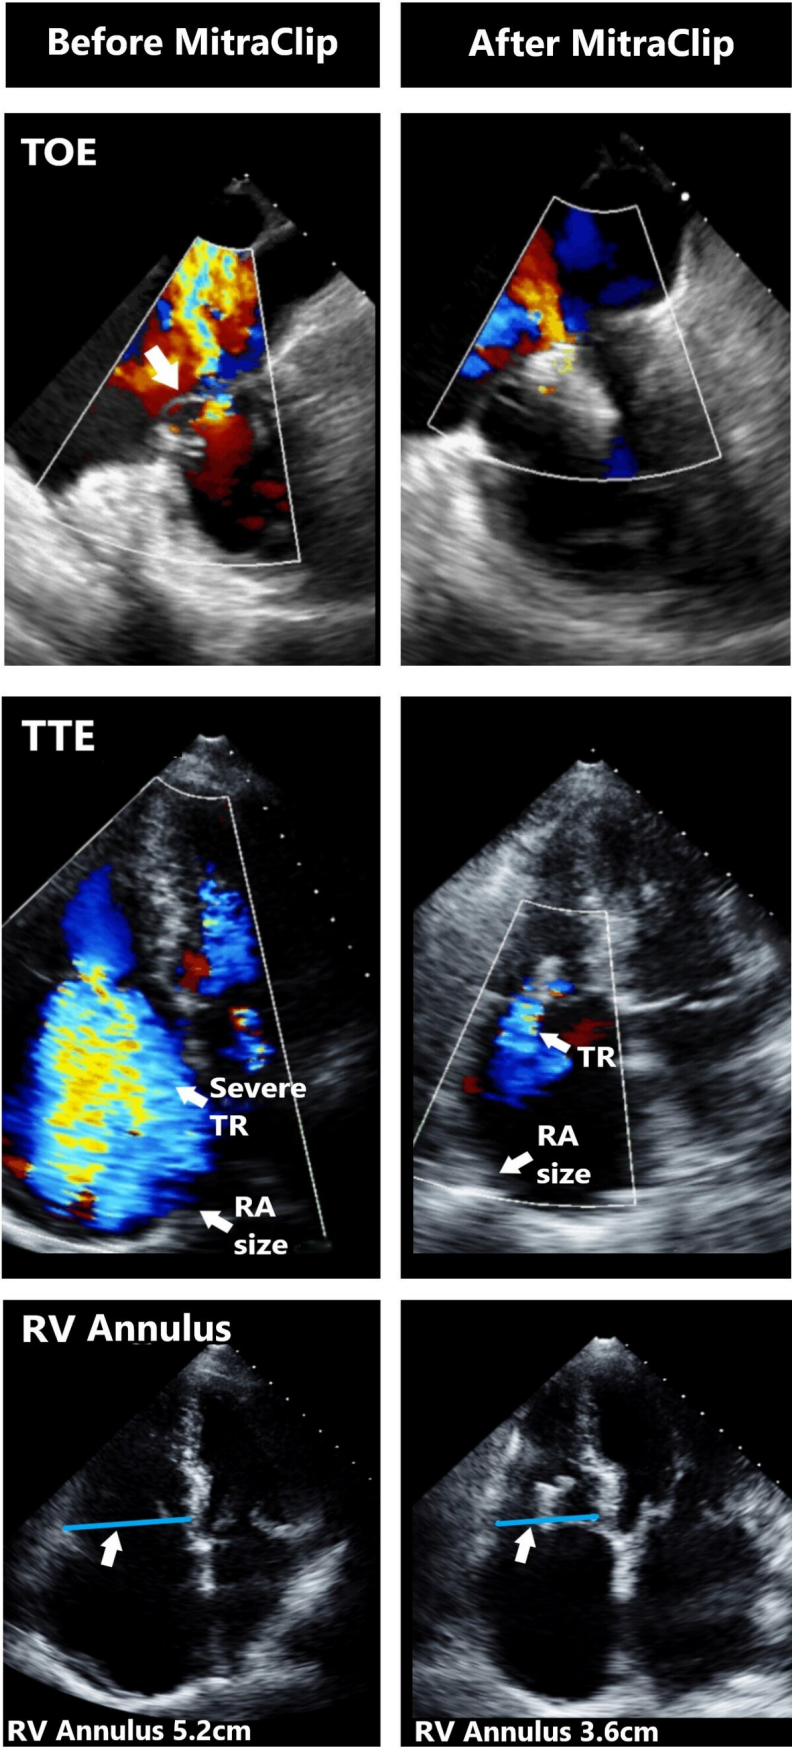 Before MitraClip
After MitraClip
TOE
TTE
Severe
TR
RA
size
TR
RA
size
RV Annulus
RV Annulus 5.2cm
RV Annulus 3.6cm